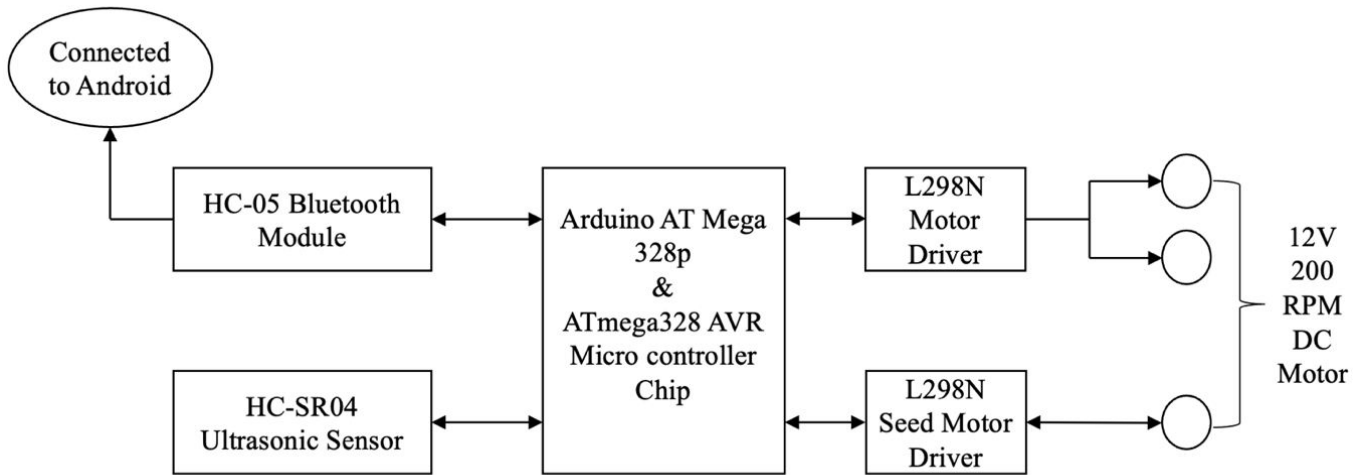 Connected
to Android
HC-05 Bluetooth
Module
HC-SR04
Ultrasonic Sensor
Arduino AT Mega
328p
&
ATmega328 AVR
Micro controller
Chip
L298N
Motor
Driver
L298N
Seed Motor
Driver
12V
200
RPM
DC
Motor